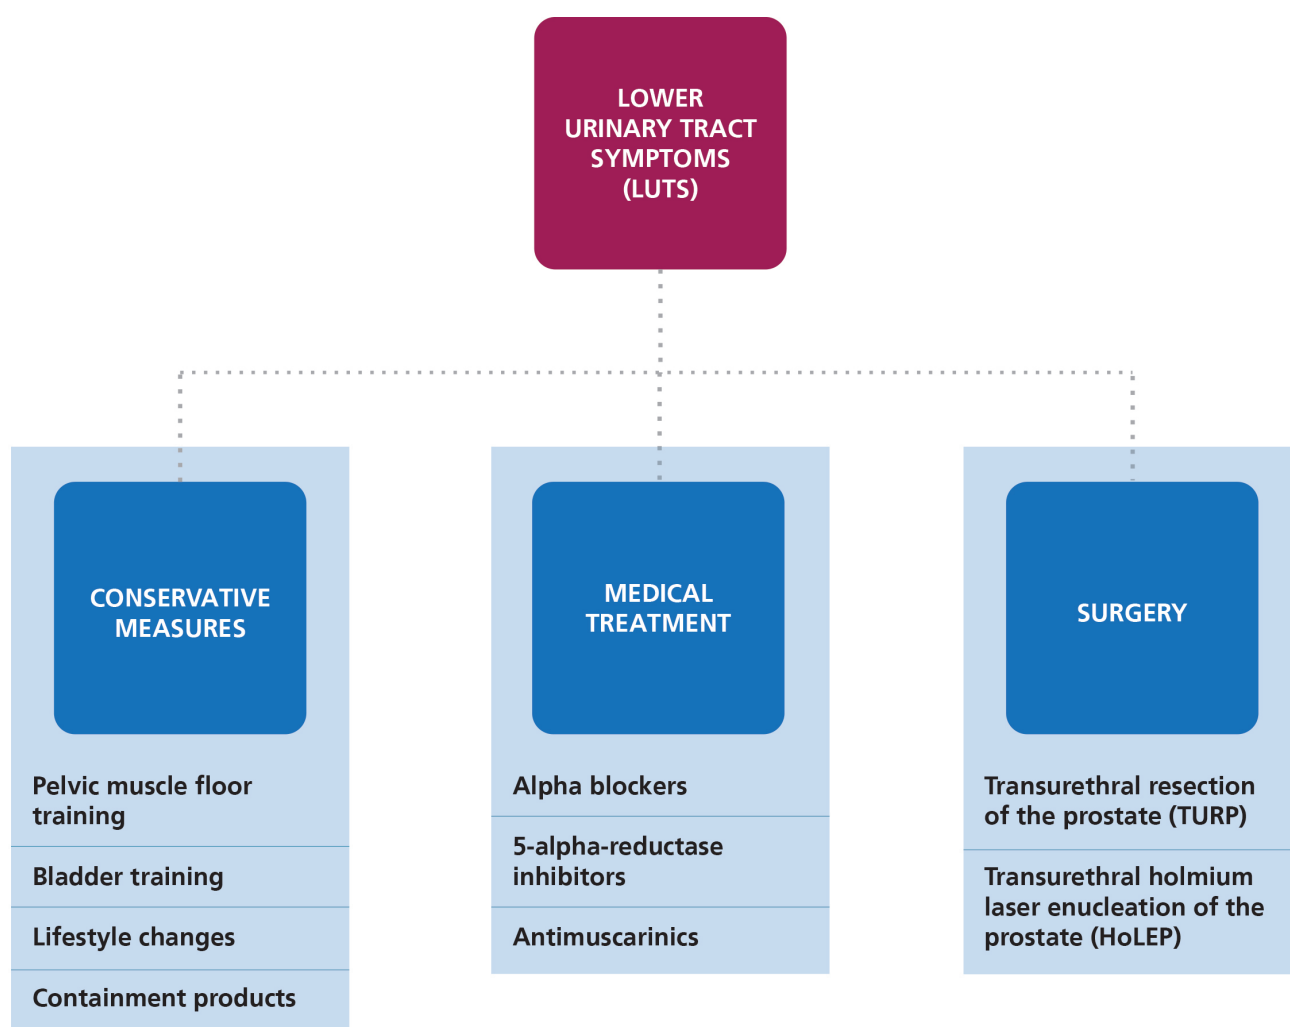 LOWER
URINARY TRACT
SYMPTOMS
(LUTS)
CONSERVATIVE
MEASURES
Pelvic muscle floor
training
Bladder training
Lifestyle changes
Containment products
MEDICAL
TREATMENT
Alpha blockers
5-alpha-reductase
inhibitors
Antimuscarinics
SURGERY
Transurethral resection
of the prostate (TURP)
Transurethral holmium
laser enucleation of the
prostate (HoLEP)